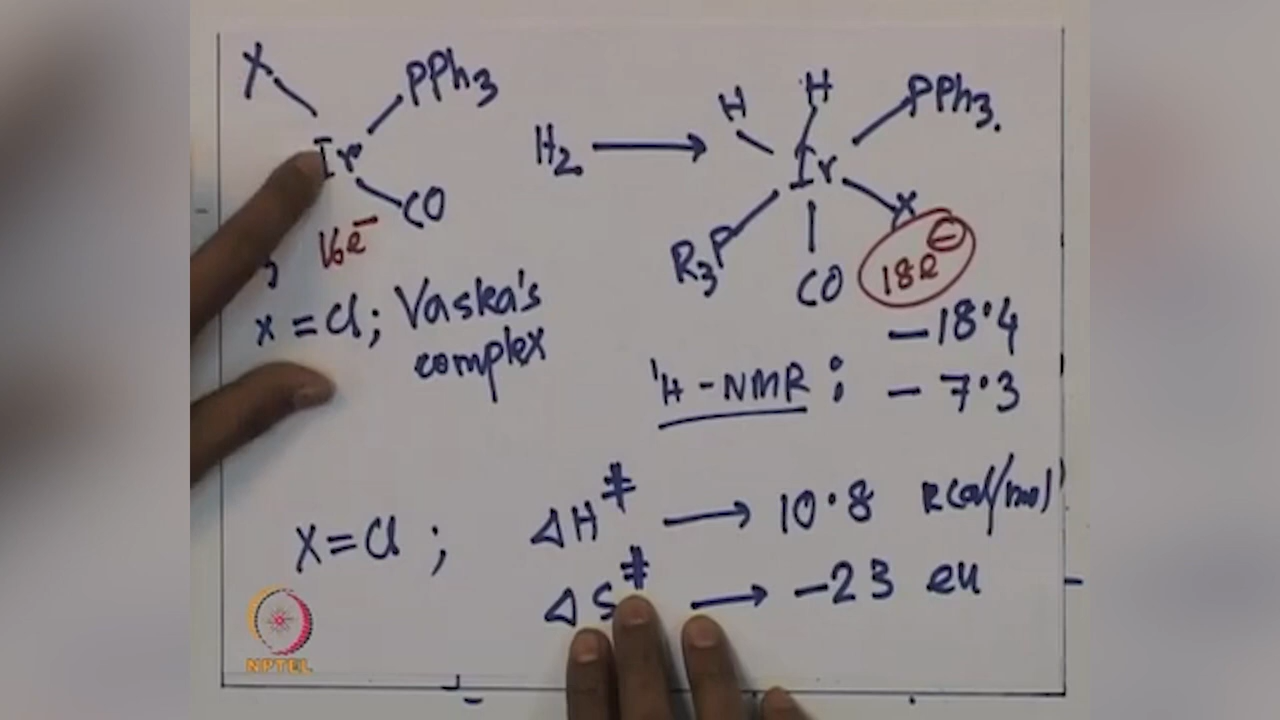 X PPh3
Ir
CO
16e⁻
3
x = Cl ; Vaska's
complex
H2 ⟶
H H PPh3.
Ir
R3P X
CO
18e⊖
¹H-NMR : -18.4
-7.3
X=Cl ; ΔH‡ ⟶ 10.8 kcal/mol
ΔS‡ ⟶ -23 eu
NPTEL